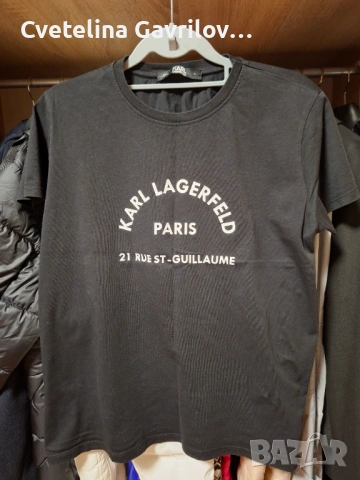 Cvetelina Gavrilov...
KARL LAGERFELD
PARIS
21 RUE ST-GUILLAUME
BAZAR